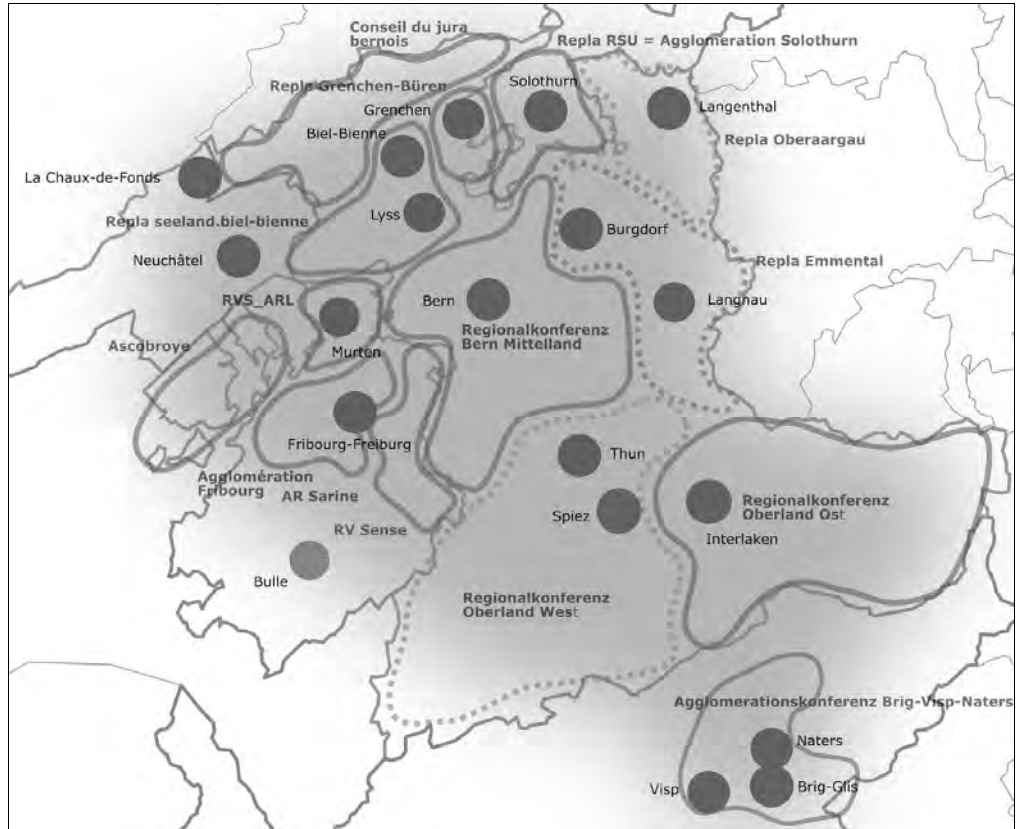 Conseil du jura
bernois
Repla RSU = Agglomeration Solothurn
Repla Grenchen-Büren
Solothurn
Grenchen
Langenthal
Biel-Bienne
Repla Oberaargau
La Chaux-de-Fonds
Lyss
Repla seeland.biel-bienne
Burgdorf
Neuchâtel
Repla Emmental
RVS_ARL
Bern
Langnau
Regionalkonferenz
Bern Mittelland
Ascobroye
Murten
Fribourg-Freiburg
Thun
Agglomération
Fribourg
AR Sarine
Regionalkonferenz
Oberland Ost
Spiez
RV Sense
Interlaken
Bulle
Regionalkonferenz
Oberland West
Agglomerationskonferenz Brig-Visp-Naters
Naters
Visp
Brig-Glis